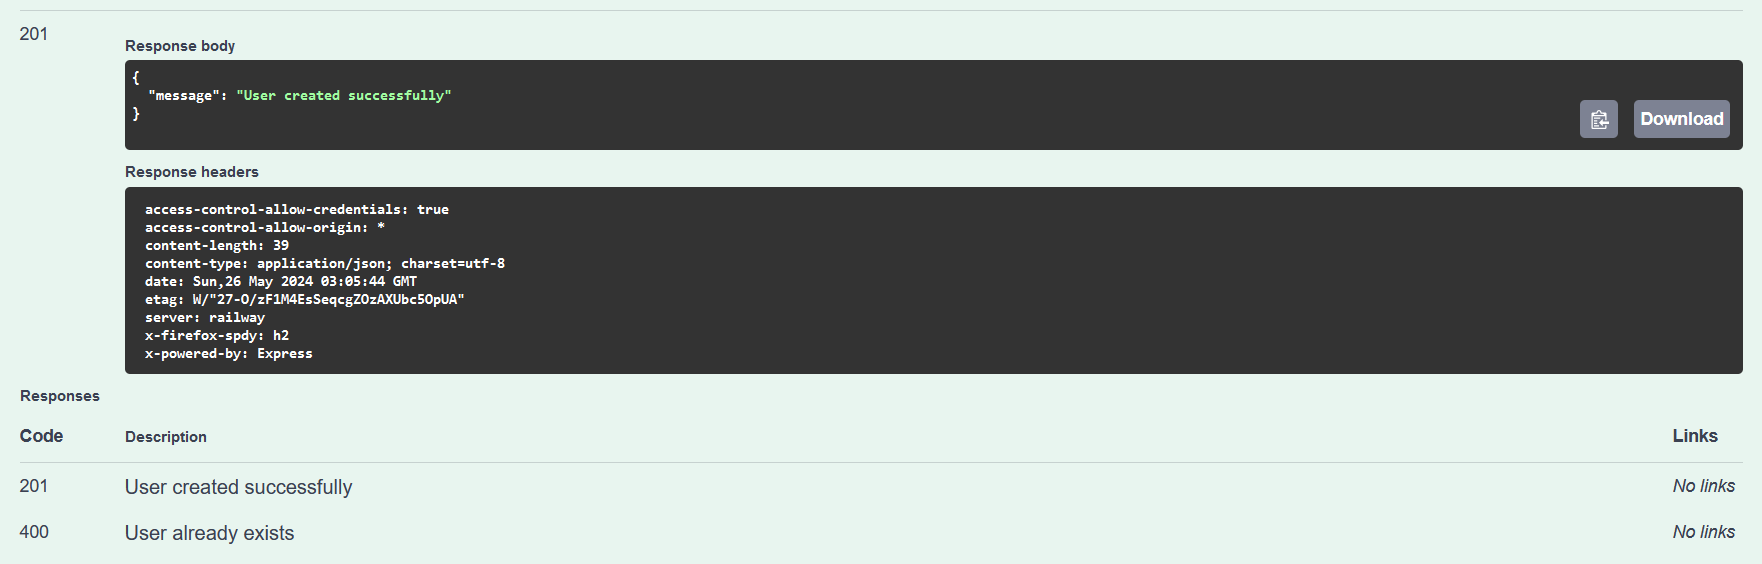 201
Response body
{
"message": "User created successfully"
}
Download
Response headers
access-control-allow-credentials: true
access-control-allow-origin: *
content-length: 39
content-type: application/json; charset=utf-8
date: Sun,26 May 2024 03:05:44 GMT
etag: W/"27-O/zF1M4EsSeqcgZOzAXUbc5OpUA"
server: railway
x-firefox-spdy: h2
x-powered-by: Express
Responses
Code Description Links
201 User created successfully No links
400 User already exists No links